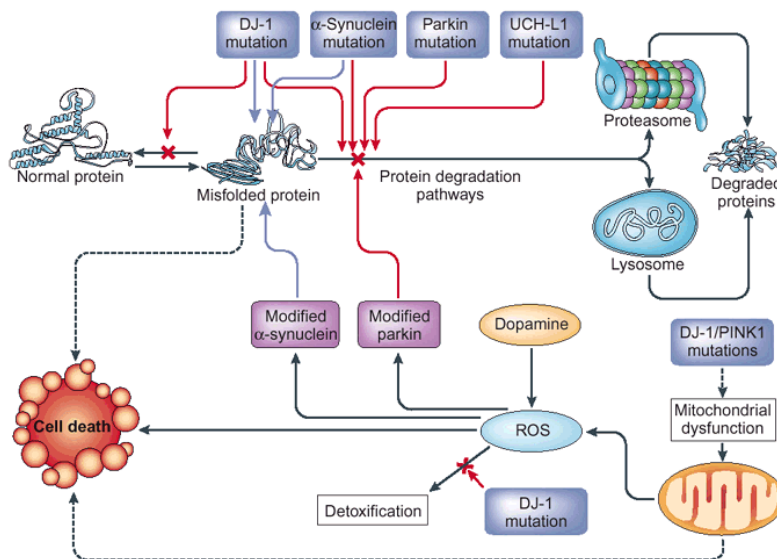 DJ-1
mutation
α-Synuclein
mutation
Parkin
mutation
UCH-L1
mutation
Proteasome
Normal protein
Misfolded protein
Protein degradation
pathways
Degraded
proteins
Lysosome
Modified
α-synuclein
Modified
parkin
Dopamine
DJ-1/PINK1
mutations
Cell death
ROS
Mitochondrial
dysfunction
Detoxification
DJ-1
mutation